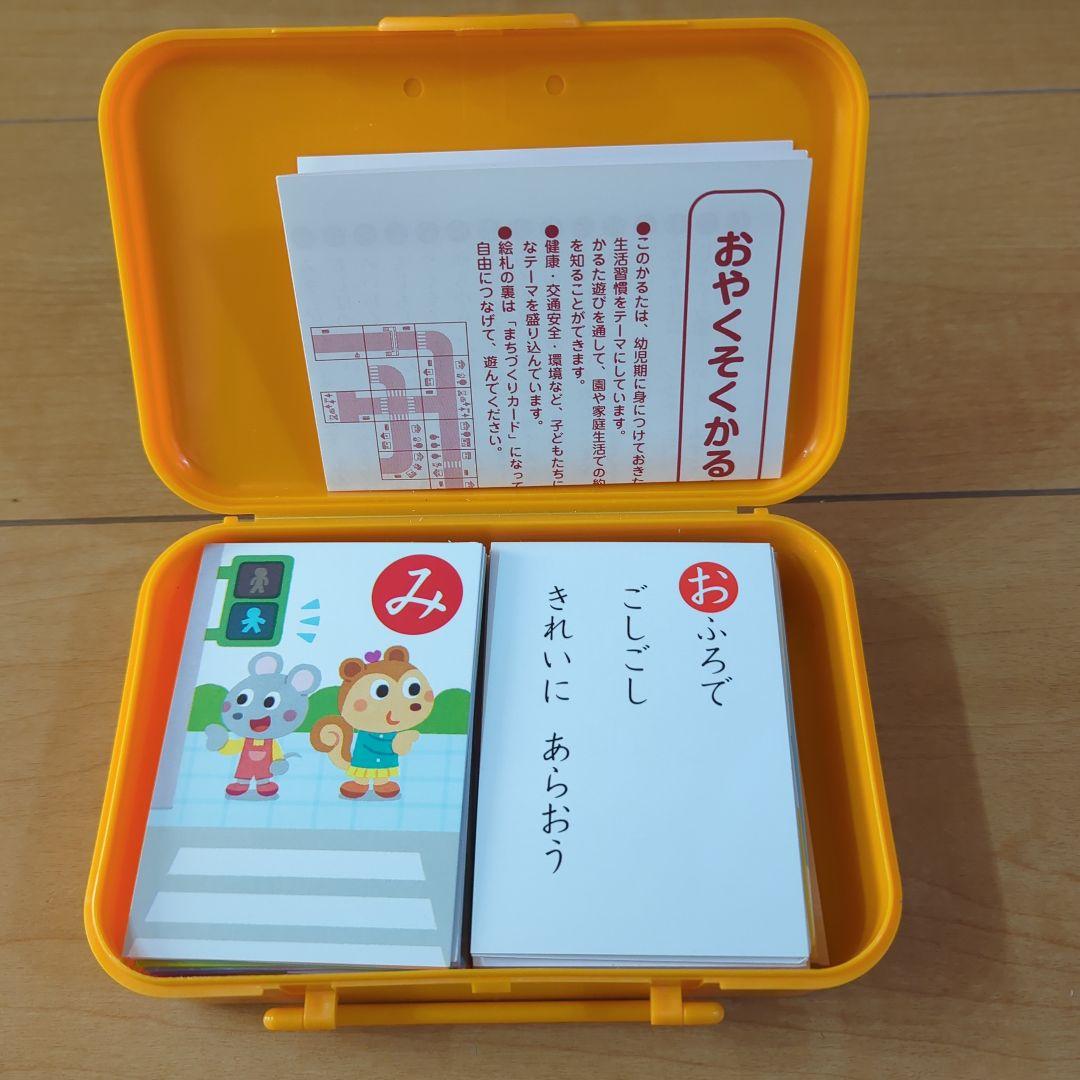 おやくそくかる
●このかるたは、幼児期に身につけておきた
生活習慣をテーマにしています。
かるた遊びを通して、園や家庭生活での約
を知ることができます。
●健康・交通安全・環境など、子どもたちに
なテーマを盛り込んでいます。
●絵札の裏は「まちづくりカード」になって
自由につなげて、遊んでください。
み
おふろで
ごしごし
きれいに あらおう